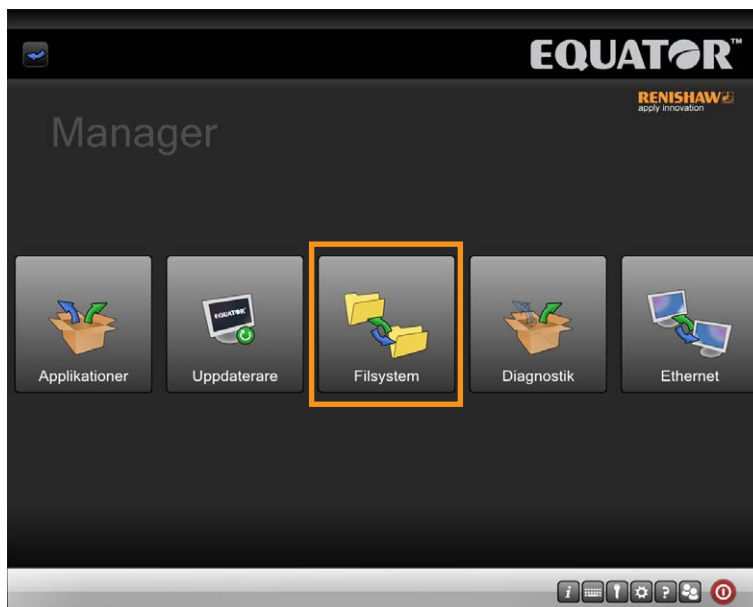 EQUATOR™
RENISHAW
apply innovation
Manager
EQUATOR
Applikationer
Uppdaterare
Filsystem
Diagnostik
Ethernet
i
?